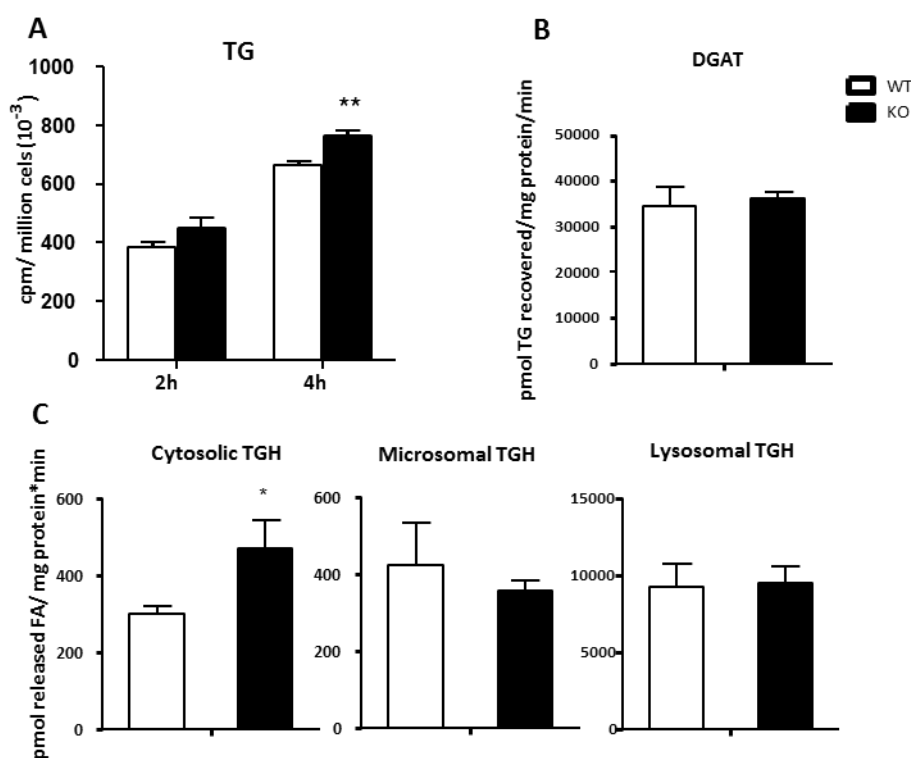 A
TG
cpm/ million cels (10⁻³)
1000
800
600
400
200
0
**
2h
4h
B
DGAT
WT
KO
pmol TG recovered/mg protein/min
50000
40000
30000
20000
10000
0
C
Cytosolic TGH
Microsomal TGH
Lysosomal TGH
pmol released FA/ mg protein*min
600
400
200
0
*
600
400
200
0
15000
10000
5000
0